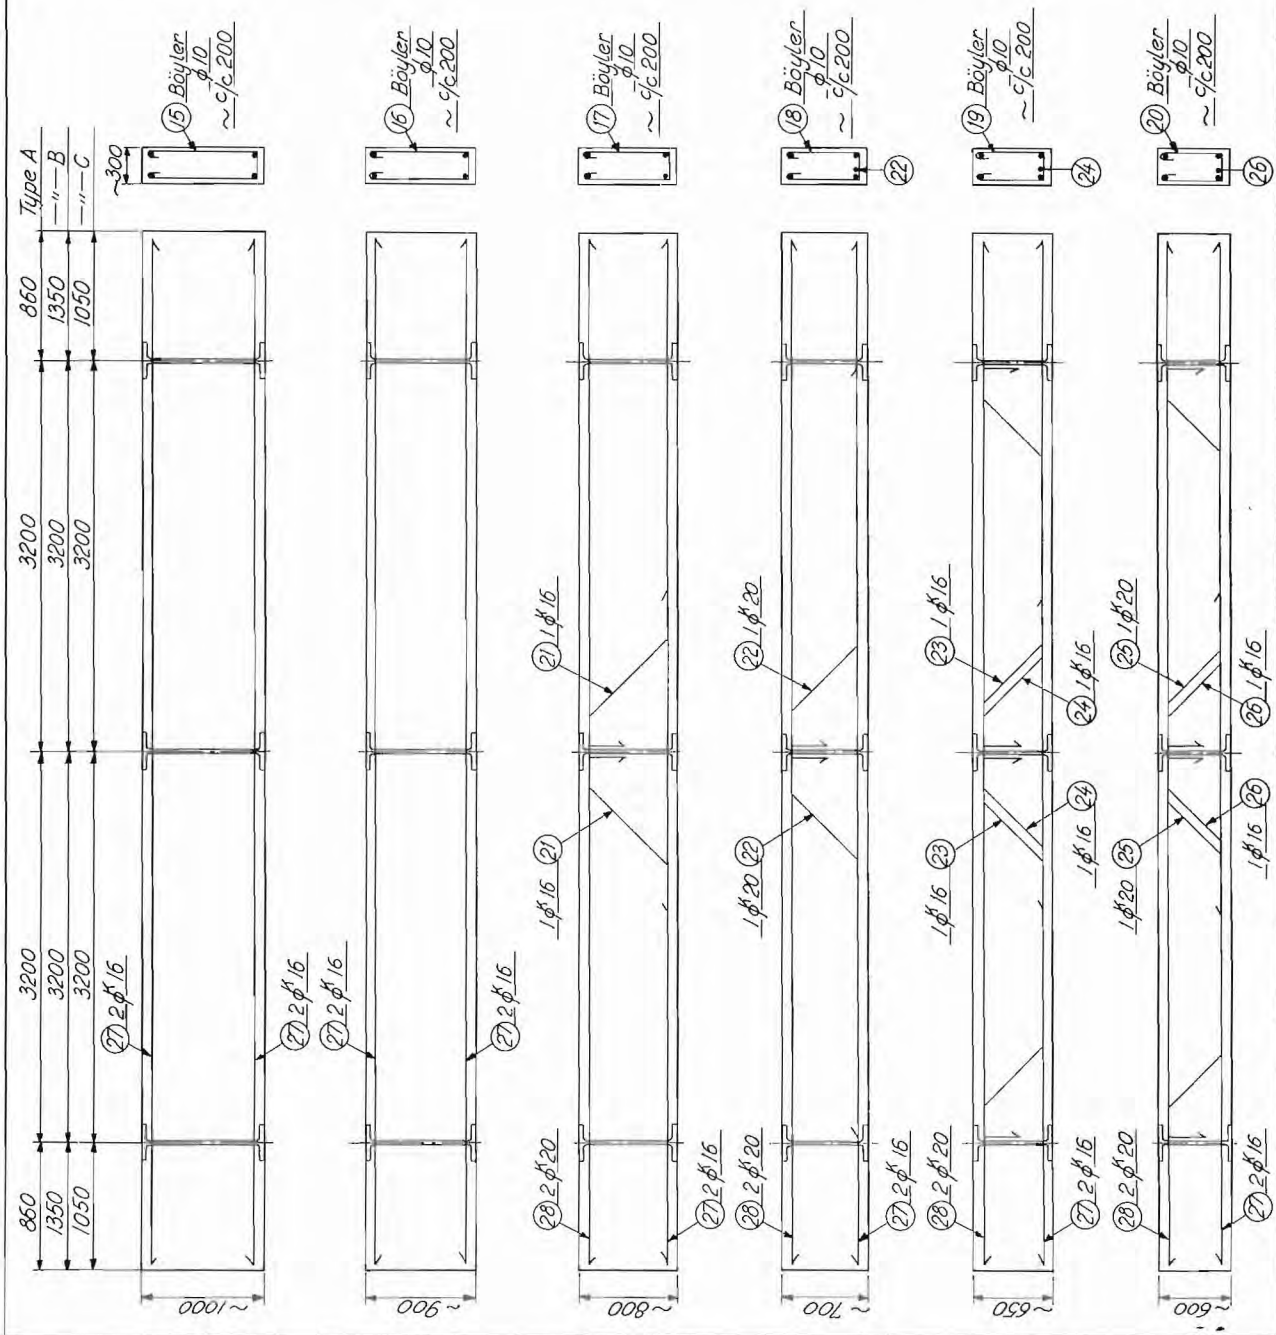 860 3200 3200 860 Type A
1350 3200 3200 1350 —〃— B
1050 3200 3200 1050 —〃— C
~300
27 2ϕᴷ16
27 2ϕᴷ16
15 Böyler
ϕ10
~ c/c 200
~1000
27 2ϕᴷ16
27 2ϕᴷ16
16 Böyler
ϕ10
~ c/c 200
~900
28 2ϕᴷ20
27 2ϕᴷ16
1ϕᴷ16 21
21 1ϕᴷ16
17 Böyler
ϕ10
~ c/c 200
~800
28 2ϕᴷ20
27 2ϕᴷ16
1ϕᴷ20 22
22 1ϕᴷ20
18 Böyler
ϕ10
~ c/c 200
22
~700
28 2ϕᴷ20
27 2ϕᴷ16
1ϕᴷ16 23
1ϕᴷ16 24
23 1ϕᴷ16
24 1ϕᴷ16
19 Böyler
ϕ10
~ c/c 200
24
~650
28 2ϕᴷ20
27 2ϕᴷ16
1ϕᴷ20 25
1ϕᴷ16 26
25 1ϕᴷ20
26 1ϕᴷ16
20 Böyler
ϕ10
~ c/c 200
26
~600